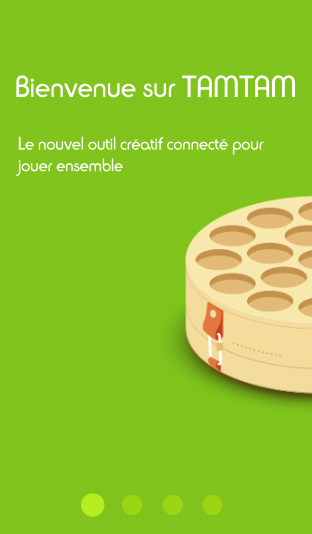 Bienvenue sur TAMTAM
Le nouvel outil créatif connecté pour
jouer ensemble